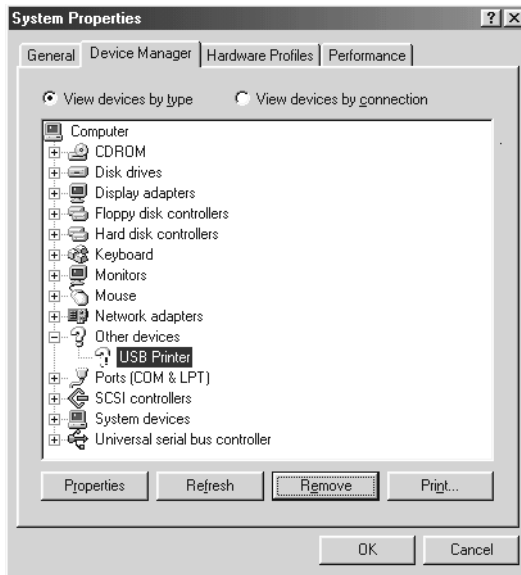 System Properties
General Device Manager Hardware Profiles Performance
View devices by type View devices by connection
Computer
CDROM
Disk drives
Display adapters
Floppy disk controllers
Hard disk controllers
Keyboard
Monitors
Mouse
Network adapters
Other devices
USB Printer
Ports (COM & LPT)
SCSI controllers
System devices
Universal serial bus controller
Properties Refresh Remove Print...
OK Cancel